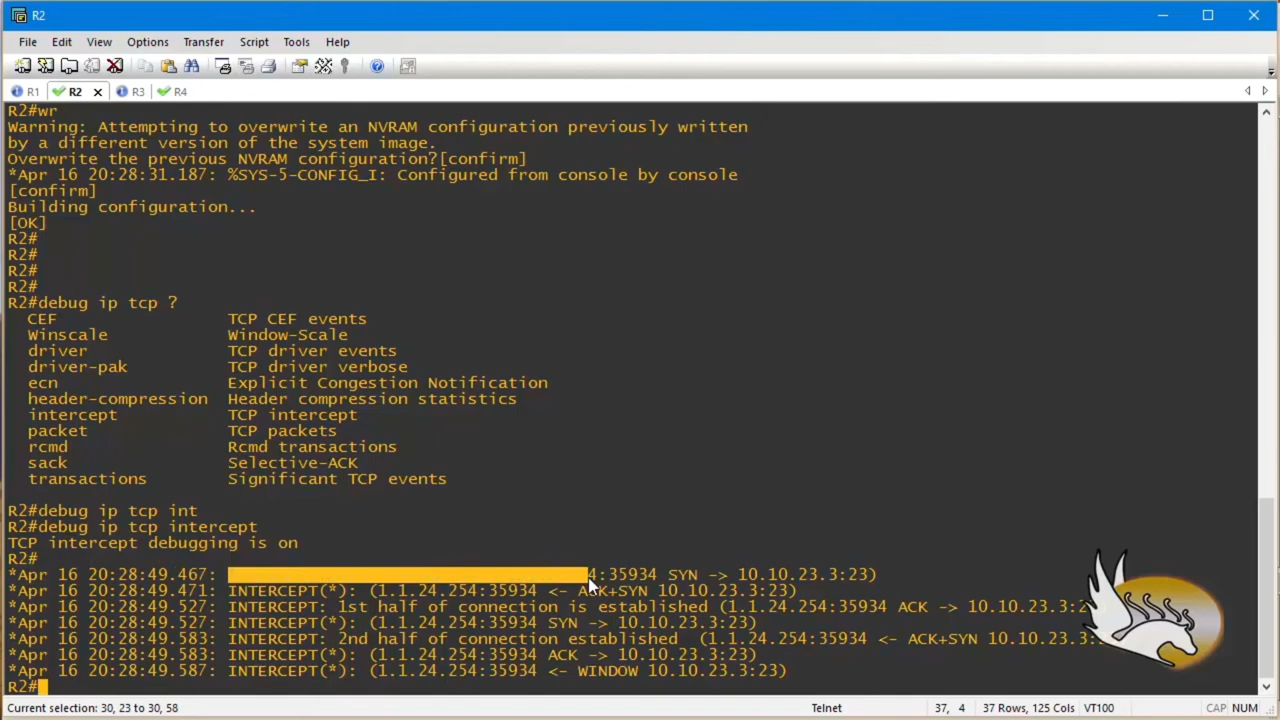 R2
File Edit View Options Transfer Script Tools Help
R1 R2 x R3 R4
R2#wr
Warning: Attempting to overwrite an NVRAM configuration previously written
by a different version of the system image.
Overwrite the previous NVRAM configuration?[confirm]
*Apr 16 20:28:31.187: %SYS-5-CONFIG_I: Configured from console by console
[confirm]
Building configuration...
[OK]
R2#
R2#
R2#
R2#
R2#debug ip tcp ?
CEF TCP CEF events
Winscale Window-Scale
driver TCP driver events
driver-pak TCP driver verbose
ecn Explicit Congestion Notification
header-compression Header compression statistics
intercept TCP intercept
packet TCP packets
rcmd Rcmd transactions
sack Selective-ACK
transactions Significant TCP events
R2#debug ip tcp int
R2#debug ip tcp intercept
TCP intercept debugging is on
R2#
*Apr 16 20:28:49.467: 4:35934 SYN -> 10.10.23.3:23)
*Apr 16 20:28:49.471: INTERCEPT(*): (1.1.24.254:35934 <- ACK+SYN 10.10.23.3:23)
*Apr 16 20:28:49.527: INTERCEPT: 1st half of connection is established (1.1.24.254:35934 ACK -> 10.10.23.3:2
*Apr 16 20:28:49.527: INTERCEPT(*): (1.1.24.254:35934 SYN -> 10.10.23.3:23)
*Apr 16 20:28:49.583: INTERCEPT: 2nd half of connection established (1.1.24.254:35934 <- ACK+SYN 10.10.23.3:
*Apr 16 20:28:49.583: INTERCEPT(*): (1.1.24.254:35934 ACK -> 10.10.23.3:23)
*Apr 16 20:28:49.587: INTERCEPT(*): (1.1.24.254:35934 <- WINDOW 10.10.23.3:23)
R2#
Current selection: 30, 23 to 30, 58 Telnet 37, 4 37 Rows, 125 Cols VT100 CAP NUM